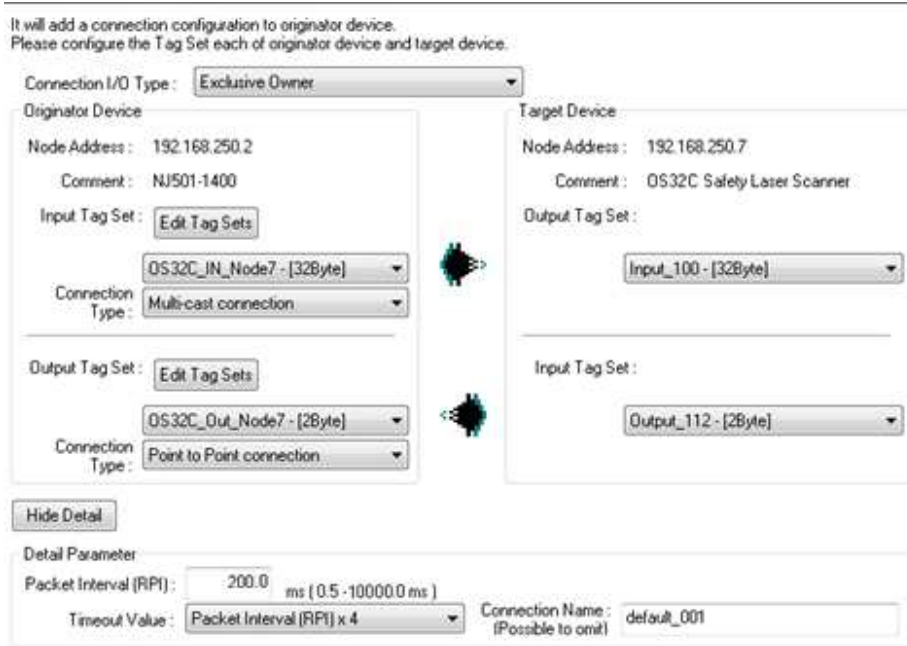 It will add a connection configuration to originator device.
Please configure the Tag Set each of originator device and target device.
Connection I/O Type : Exclusive Owner
Originator Device
Node Address : 192.168.250.2
Comment : NJ501-1400
Input Tag Set : Edit Tag Sets
OS32C_IN_Node7 - [32Byte]
Connection Type : Multi-cast connection
Output Tag Set : Edit Tag Sets
OS32C_Out_Node7 - [2Byte]
Connection Type : Point to Point connection
Target Device
Node Address : 192.168.250.7
Comment : OS32C Safety Laser Scanner
Output Tag Set :
Input_100 - [32Byte]
Input Tag Set :
Output_112 - [2Byte]
Hide Detail
Detail Parameter
Packet Interval (RPI) : 200.0 ms ( 0.5 - 10000.0 ms )
Timeout Value : Packet Interval (RPI) x 4
Connection Name : default_001
(Possible to omit)